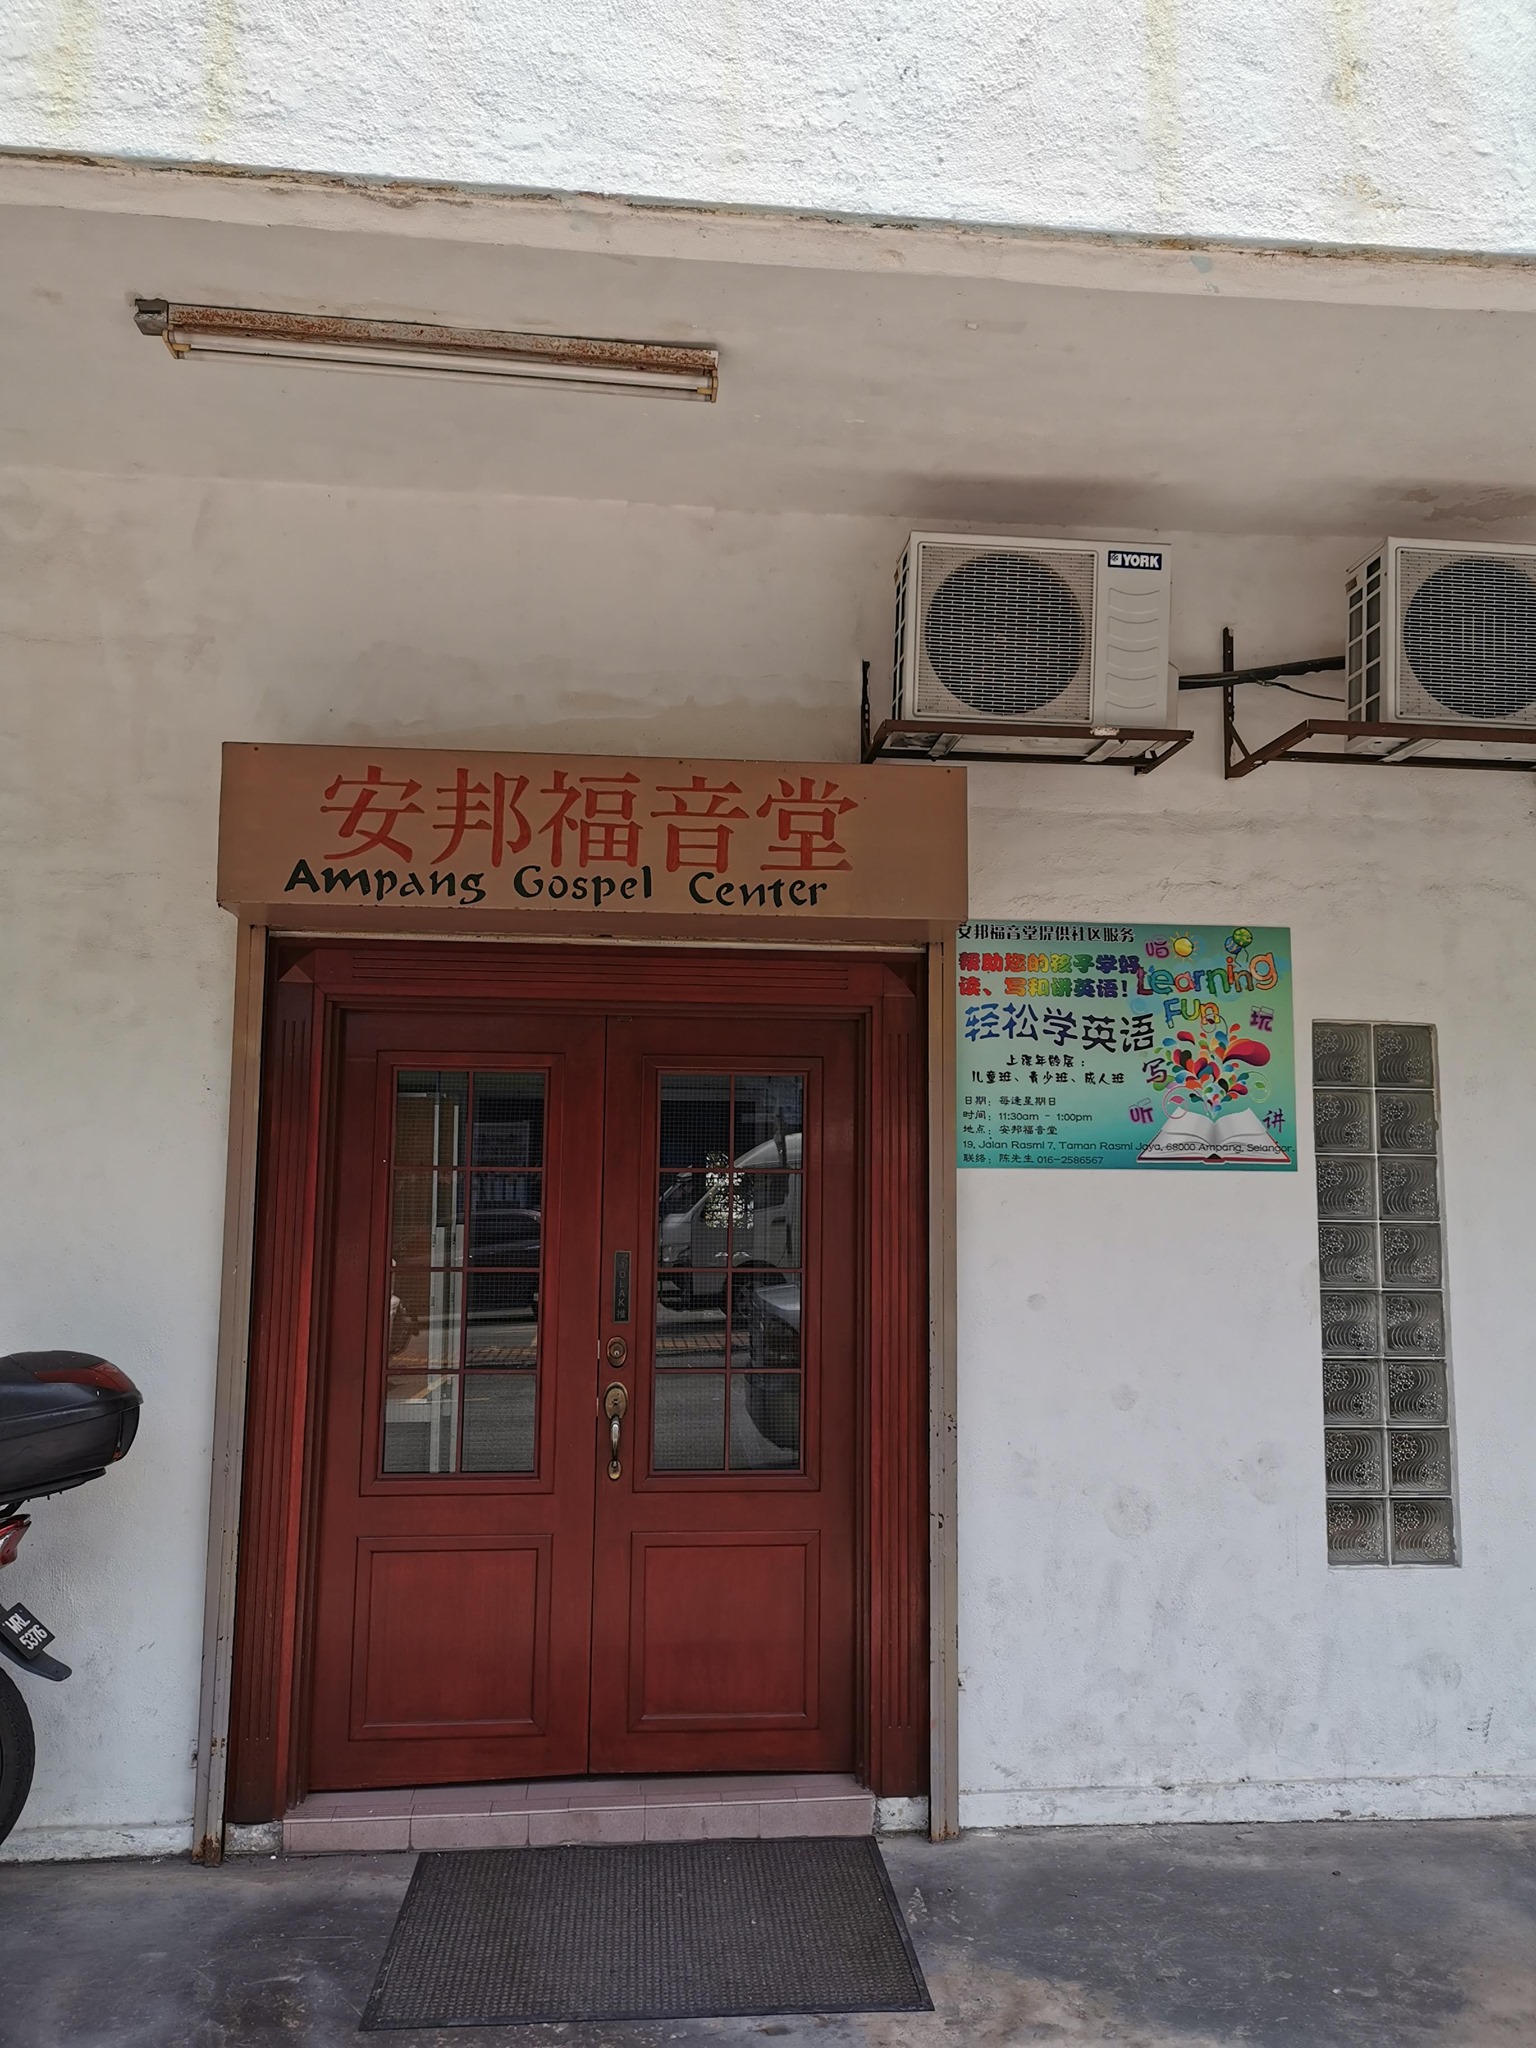 YORK
安邦福音堂
Ampang Gospel Center
安邦福音堂提供社区服务
帮助您的孩子学好
读、写和讲英语!
轻松学英语
唱
Learning
Fun
玩
写
听
讲
上课年龄层:
儿童班、青少班、成人班
日期: 每逢星期日
时间: 11:30am - 1:00pm
地点: 安邦福音堂
19, Jalan Rasmi 7, Taman Rasmi Jaya, 68000 Ampang, Selangor.
联络: 陈先生 016-2586567
TOLAK 推
WRL
5376